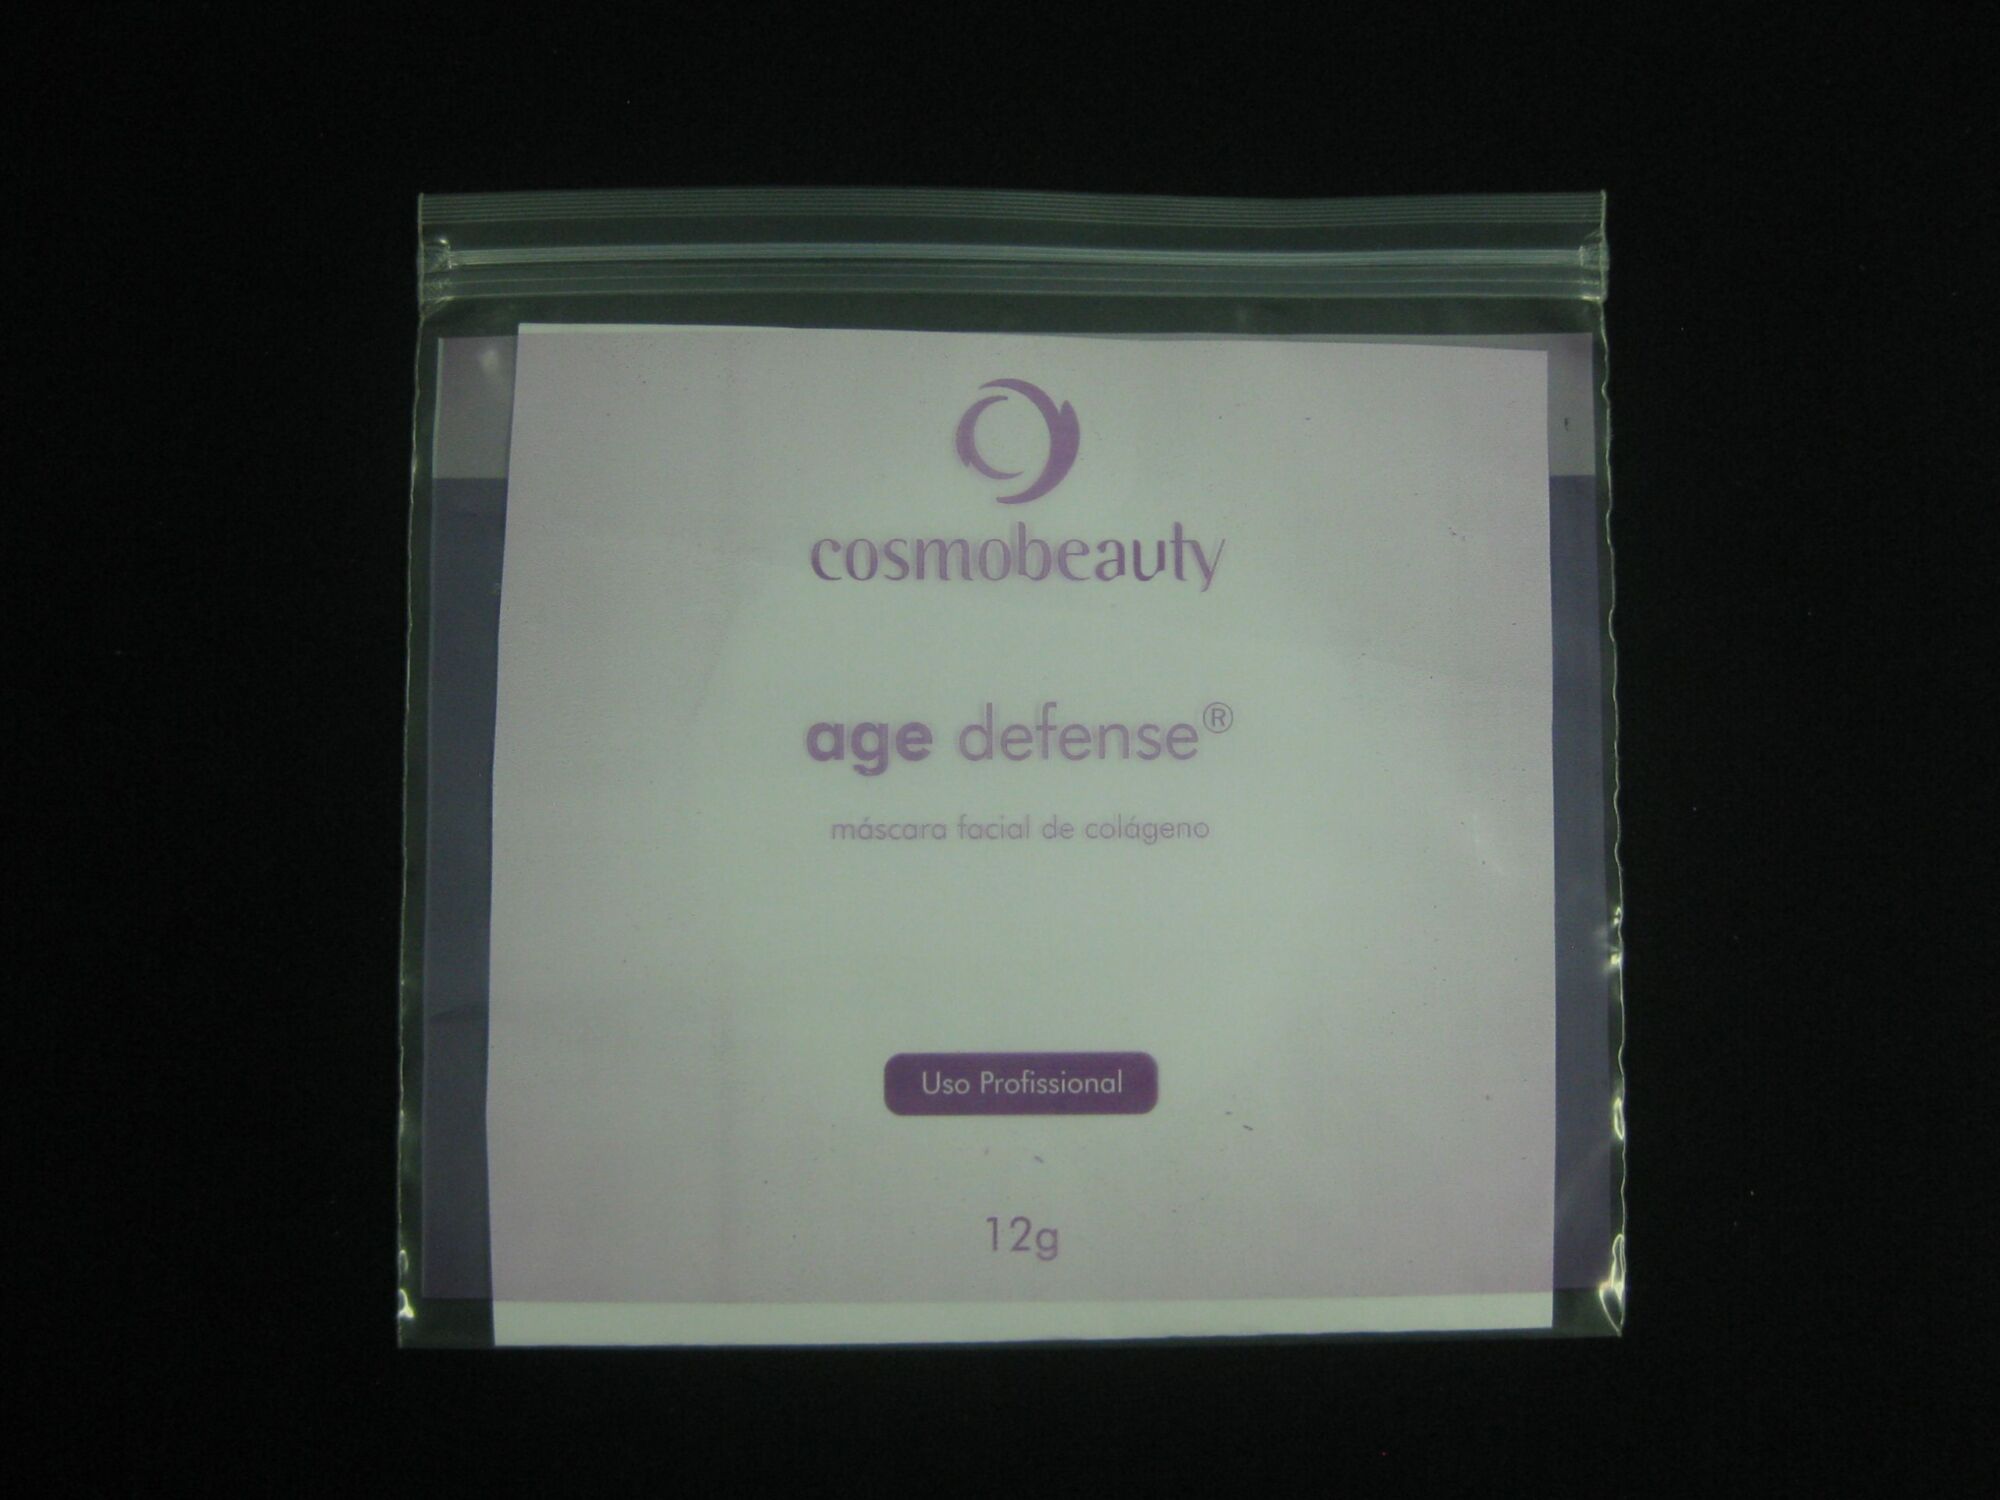 cosmobeauty
age defense®
máscara facial de colágeno
Uso Profissional
12g